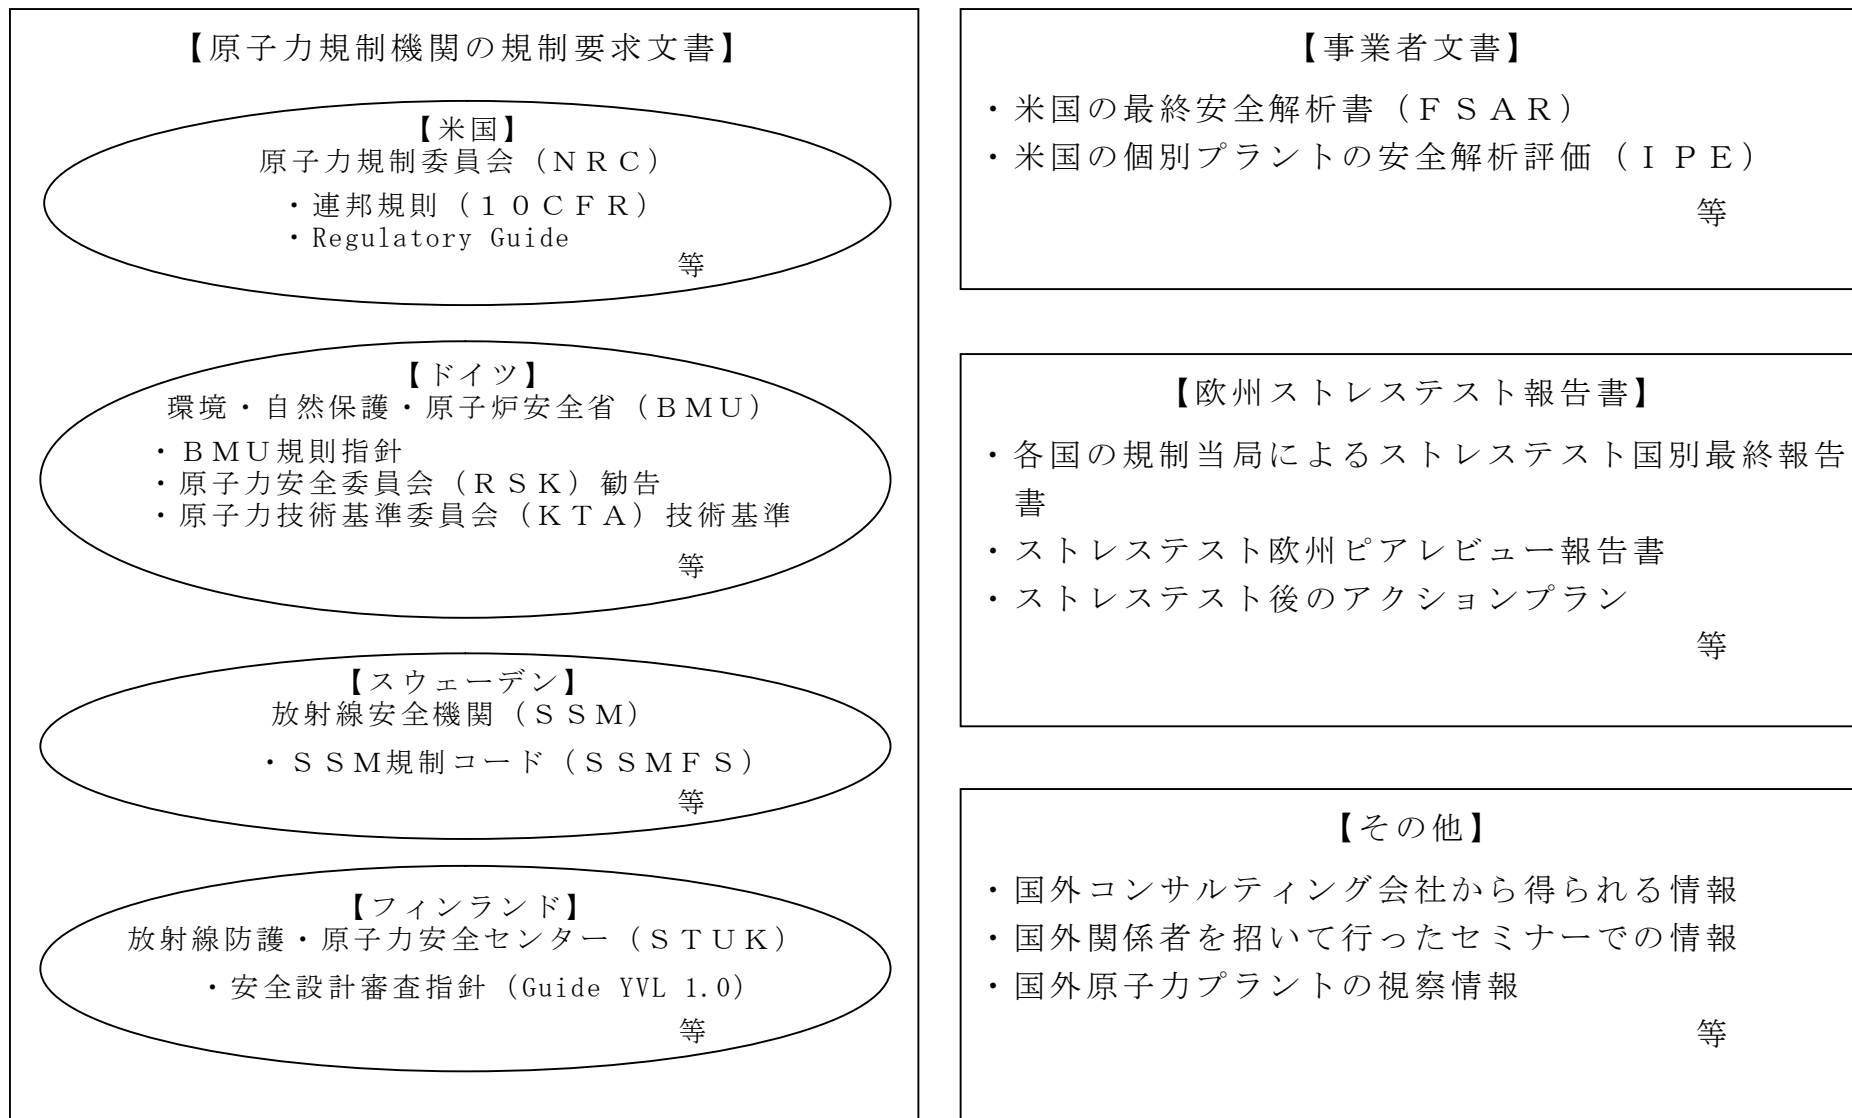 【原子力規制機関の規制要求文書】
【米国】
原子力規制委員会(NRC)
・連邦規則(10CFR)
・Regulatory Guide
等
【ドイツ】
環境・自然保護・原子炉安全省(BMU)
・BMU規則指針
・原子力安全委員会(RSK)勧告
・原子力技術基準委員会(KTA)技術基準
等
【スウェーデン】
放射線安全機関(SSM)
・SSM規制コード(SSMFS)
等
【フィンランド】
放射線防護・原子力安全センター(STUK)
・安全設計審査指針(Guide YVL 1.0)
等
【事業者文書】
・米国の最終安全解析書(FSAR)
・米国の個別プラントの安全解析評価(IPE)
等
【欧州ストレステスト報告書】
・各国の規制当局によるストレステスト国別最終報告
書
・ストレステスト欧州ピアレビュー報告書
・ストレステスト後のアクションプラン
等
【その他】
・国外コンサルティング会社から得られる情報
・国外関係者を招いて行ったセミナーでの情報
・国外原子力プラントの視察情報
等